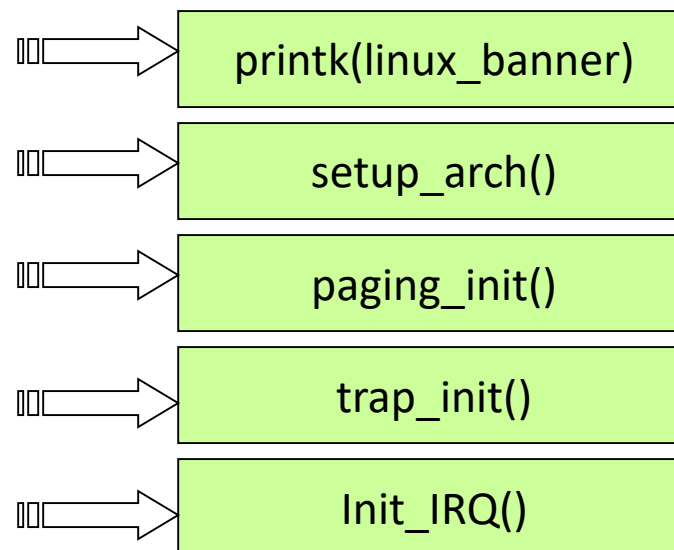 printk(linux_banner)
setup_arch()
paging_init()
trap_init()
Init_IRQ()